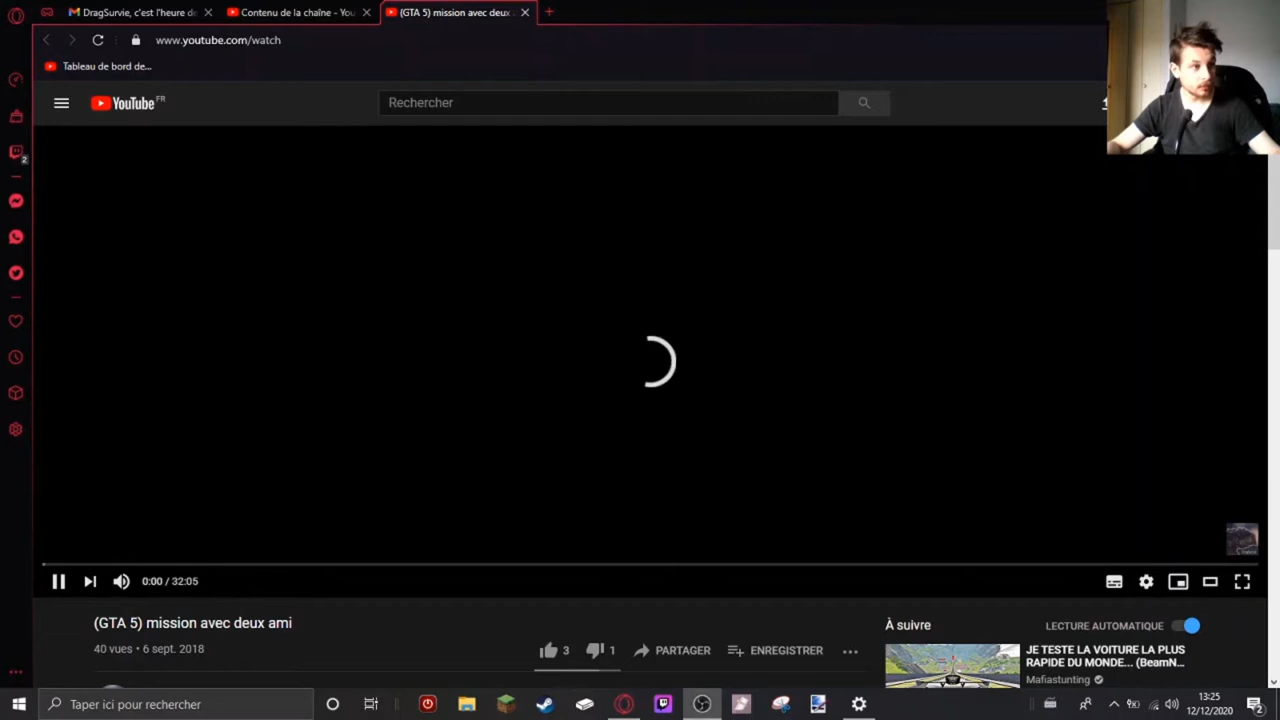 DragSurvie, c'est l'heure de
Contenu de la chaîne - You
(GTA 5) mission avec deux
www.youtube.com/watch
Tableau de bord de...
YouTube FR
Rechercher
2
0:00 / 32:05
(GTA 5) mission avec deux ami
40 vues • 6 sept. 2018
3
1
PARTAGER
ENREGISTRER
À suivre
LECTURE AUTOMATIQUE
JE TESTE LA VOITURE LA PLUS
RAPIDE DU MONDE... (BeamN...
Mafiastunting
Taper ici pour rechercher
13:25
12/12/2020
2